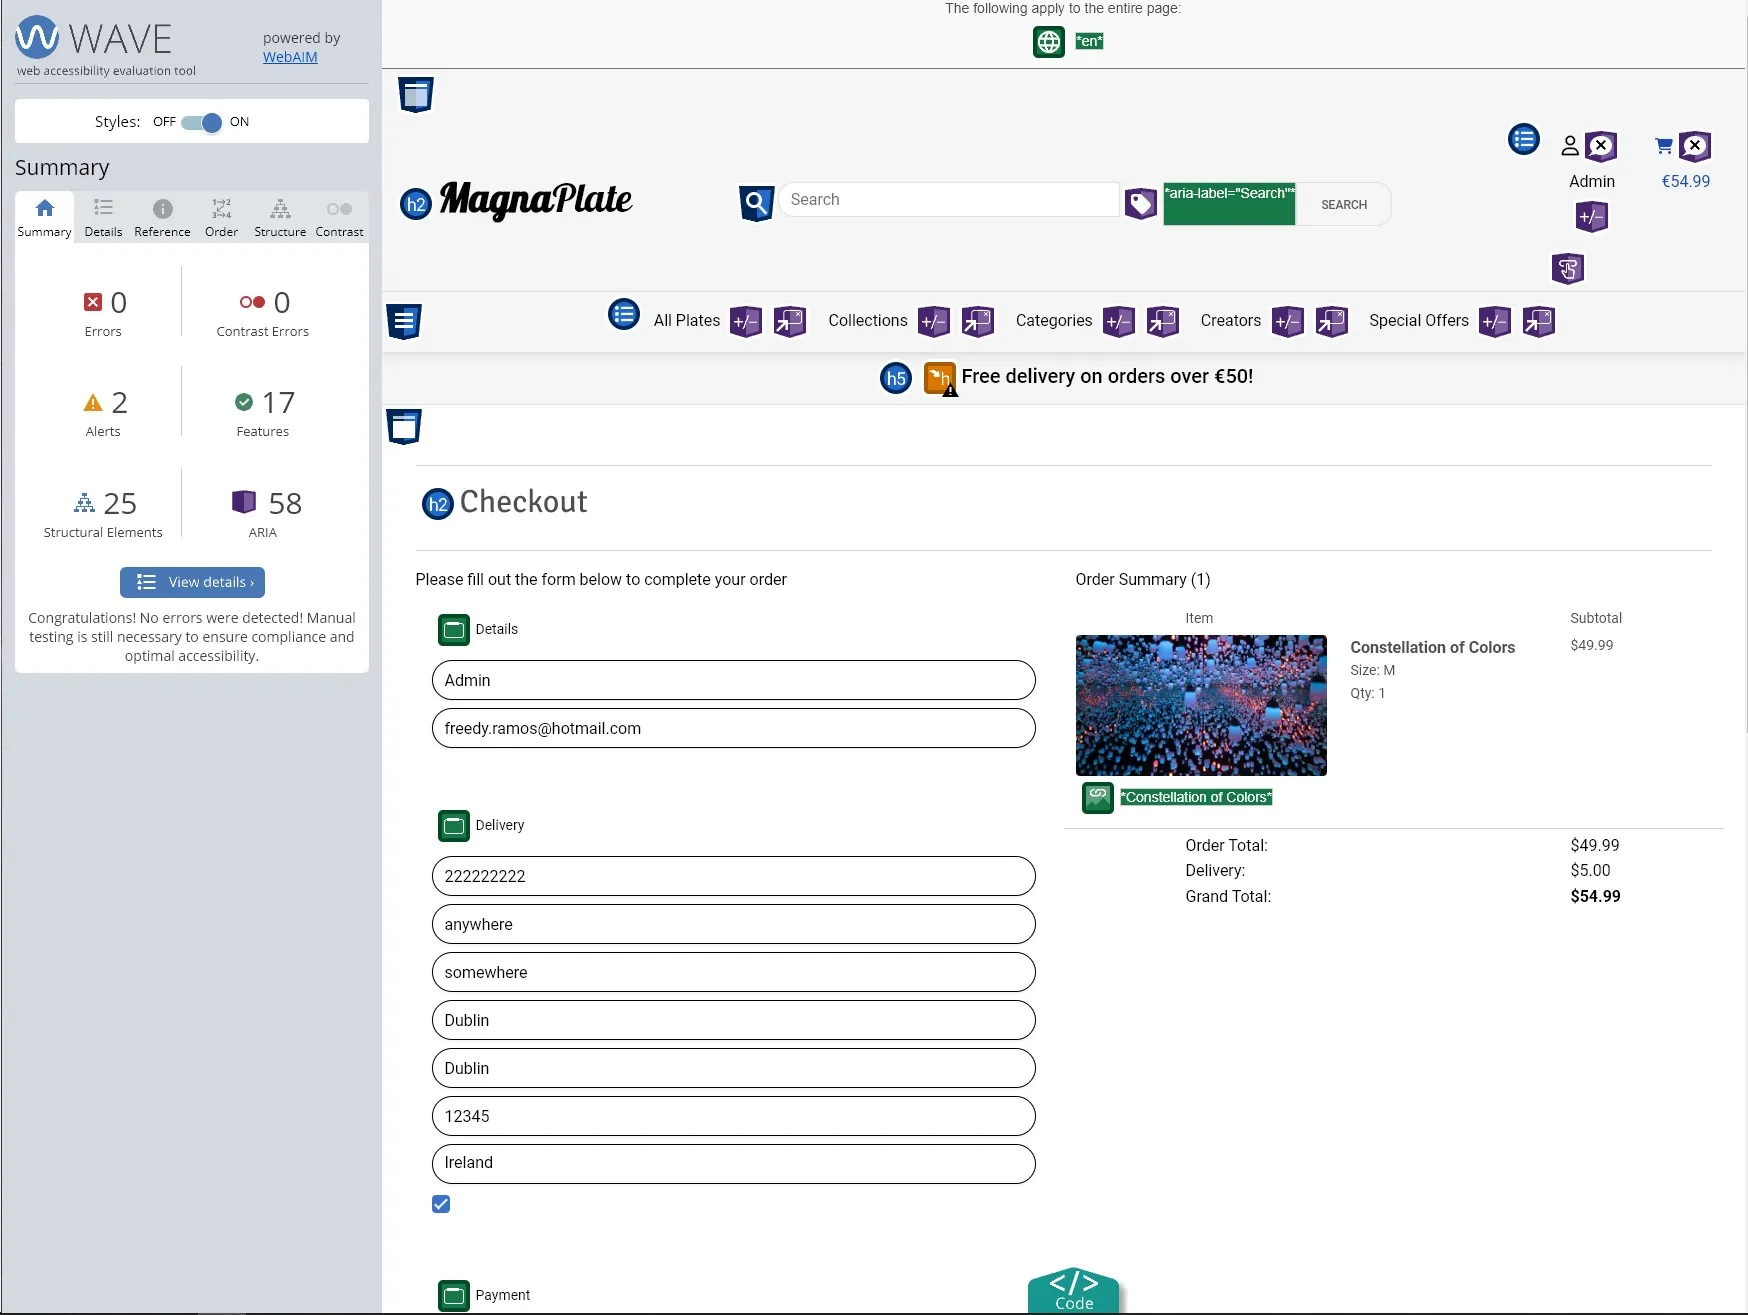 WAVE
powered by
WebAIM
web accessibility evaluation tool
Styles: OFF ON
Summary
Summary Details Reference Order Structure Contrast
0 Errors
0 Contrast Errors
2 Alerts
17 Features
25 Structural Elements
58 ARIA
View details ›
Congratulations! No errors were detected! Manual
testing is still necessary to ensure compliance and
optimal accessibility.
The following apply to the entire page:
*en*
h2 MagnaPlate
Search
*aria-label="Search"*
SEARCH
Admin
+/−
€54.99
All Plates +/− Collections +/− Categories +/− Creators +/− Special Offers +/−
h5 h Free delivery on orders over €50!
h2 Checkout
Please fill out the form below to complete your order
Details
Admin
freedy.ramos@hotmail.com
Delivery
222222222
anywhere
somewhere
Dublin
Dublin
12345
Ireland
Payment
Order Summary (1)
Item Subtotal
Constellation of Colors $49.99
Size: M
Qty: 1
*Constellation of Colors*
Order Total: $49.99
Delivery: $5.00
Grand Total: $54.99
</> Code